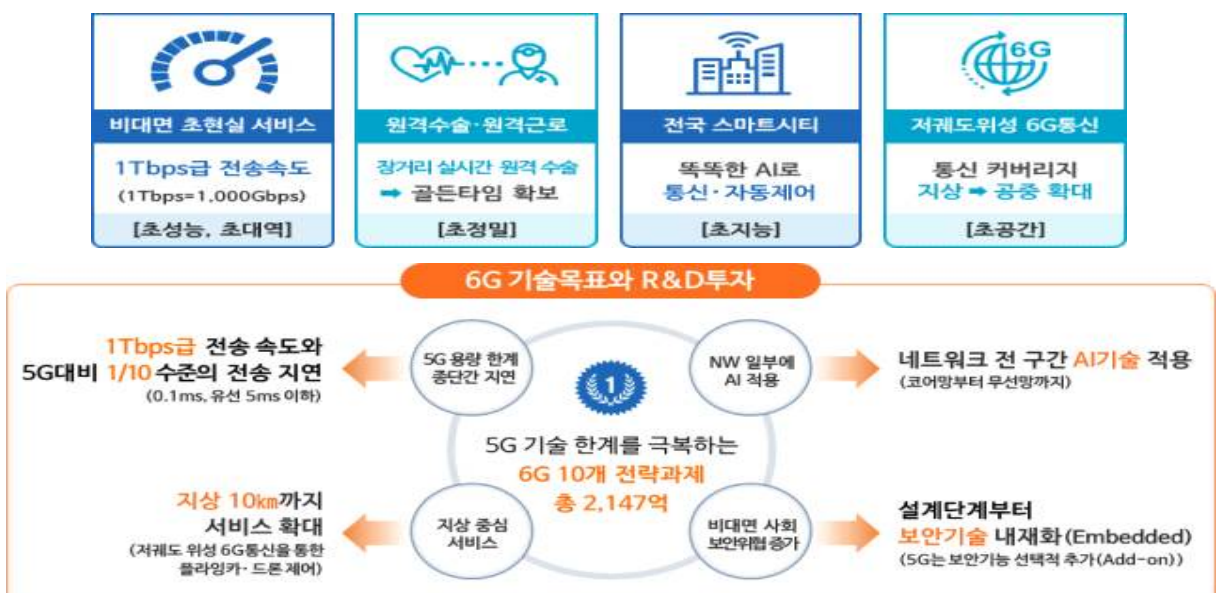 6G
비대면 초현실 서비스
1Tbps급 전송속도
(1Tbps=1,000Gbps)
[초성능, 초대역]
원격수술·원격근로
장거리 실시간 원격 수술
➡ 골든타임 확보
[초정밀]
전국 스마트시티
똑똑한 AI로
통신·자동제어
[초지능]
저궤도위성 6G통신
통신 커버리지
지상 ➡ 공중 확대
[초공간]
6G 기술목표와 R&D투자
1Tbps급 전송 속도와
5G대비 1/10 수준의 전송 지연
(0.1ms, 유선 5ms 이하)
5G 용량 한계
종단간 지연
NW 일부에
AI 적용
네트워크 전 구간 AI기술 적용
(코어망부터 무선망까지)
1
5G 기술 한계를 극복하는
6G 10개 전략과제
총 2,147억
지상 10㎞까지
서비스 확대
(저궤도 위성 6G통신을 통한
플라잉카·드론 제어)
지상 중심
서비스
비대면 사회
보안위협 증가
설계단계부터
보안기술 내재화(Embedded)
(5G는 보안기능 선택적 추가(Add-on))